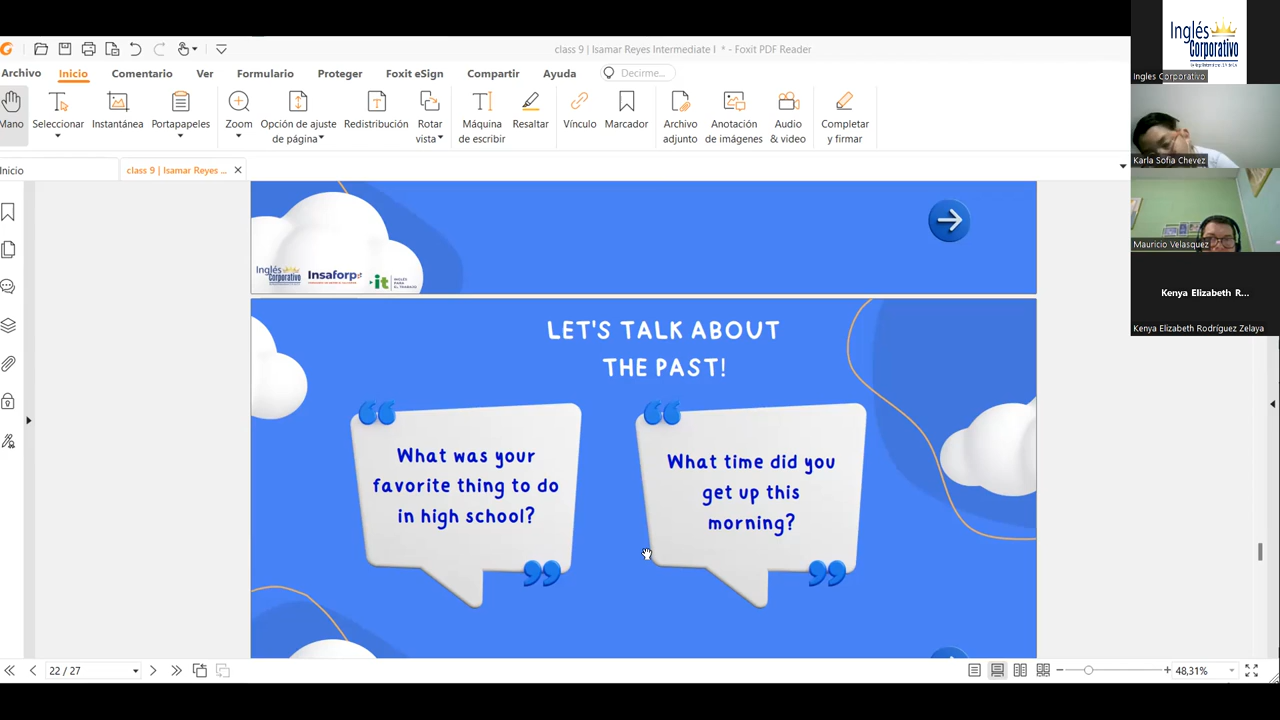 class 9 | Isamar Reyes Intermediate I * - Foxit PDF Reader
Archivo Inicio Comentario Ver Formulario Proteger Foxit eSign Compartir Ayuda Decirme...
Mano
Seleccionar
Instantánea
Portapapeles
Zoom
Opción de ajuste
de página
Redistribución
Rotar
vista
Máquina
de escribir
Resaltar
Vínculo
Marcador
Archivo
adjunto
Anotación
de imágenes
Audio
& video
Completar
y firmar
Inicio
class 9 | Isamar Reyes ...
Inglés
Corporativo
Insaforp
it
INGLÉS
PARA
EL TRABAJO
LET'S TALK ABOUT
THE PAST!
What was your
favorite thing to do
in high school?
What time did you
get up this
morning?
22 / 27
48,31%
Inglés
Corporativo
Ingles Corporativo
Karla Sofia Chevez
Mauricio Velasquez
Kenya Elizabeth R...
Kenya Elizabeth Rodríguez Zelaya